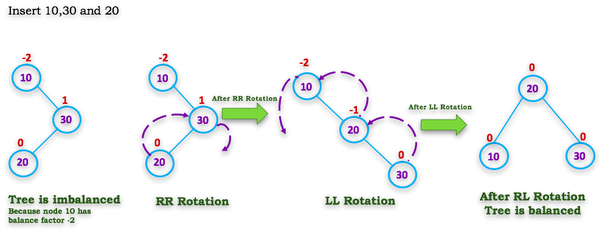 Insert 10,30 and 20
-2
10
1
30
0
20
Tree is imbalanced
Because node 10 has
balance factor -2
-2
10
1
30
0
20
RR Rotation
After RR Rotation
-2
10
-1
20
0
30
LL Rotation
After LL Rotation
0
20
0
10
0
30
After RL Rotation
Tree is balanced